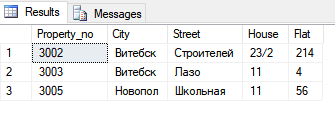 Results Messages
Property_no City Street House Flat
1 3002 Витебск Строителей 23/2 214
2 3003 Витебск Лазо 11 4
3 3005 Новопол Школьная 11 56